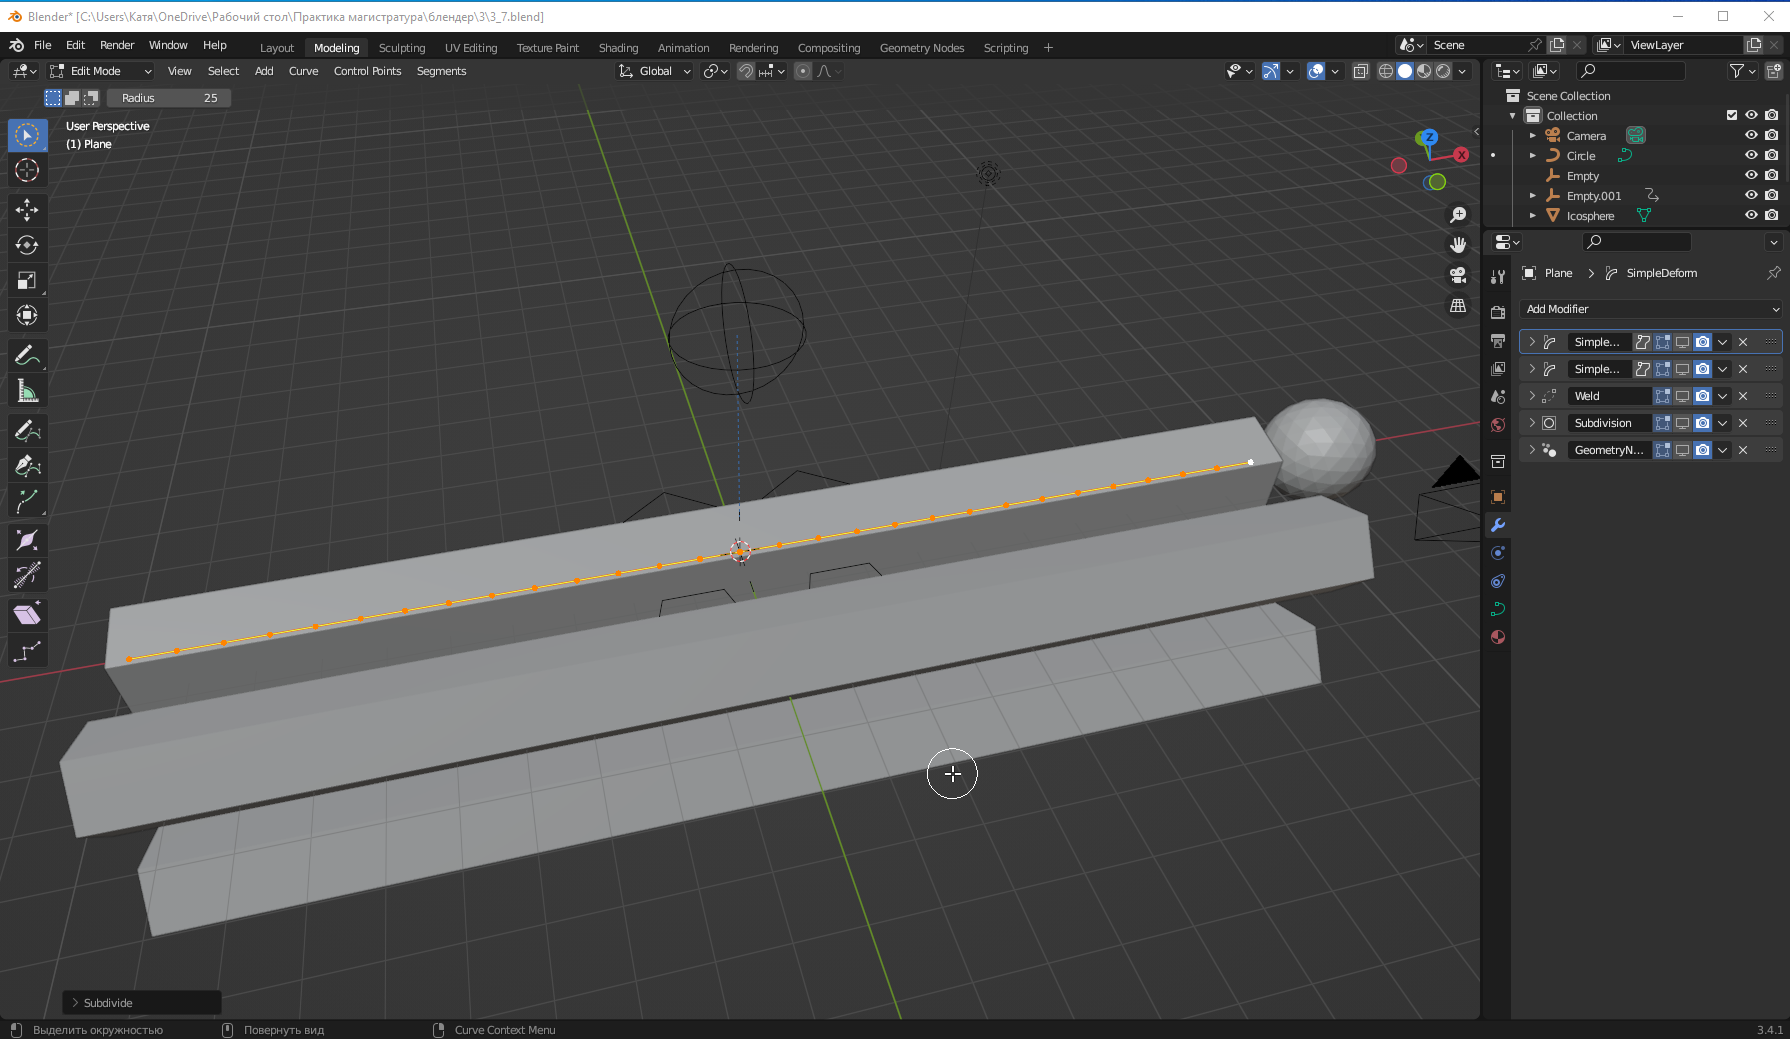 Blender* [C:\Users\Катя\OneDrive\Рабочий стол\Практика магистратура\блендер\3\3_7.blend]
File Edit Render Window Help
Layout Modeling Sculpting UV Editing Texture Paint Shading Animation Rendering Compositing Geometry Nodes Scripting +
Scene
ViewLayer
Edit Mode View Select Add Curve Control Points Segments
Global
Radius 25
User Perspective
(1) Plane
Z
X
Scene Collection
Collection
Camera
Circle
Empty
Empty.001
Icosphere
Plane > SimpleDeform
Add Modifier
Simple...
Simple...
Weld
Subdivision
GeometryN...
> Subdivide
Выделить окружностью
Повернуть вид
Curve Context Menu
3.4.1